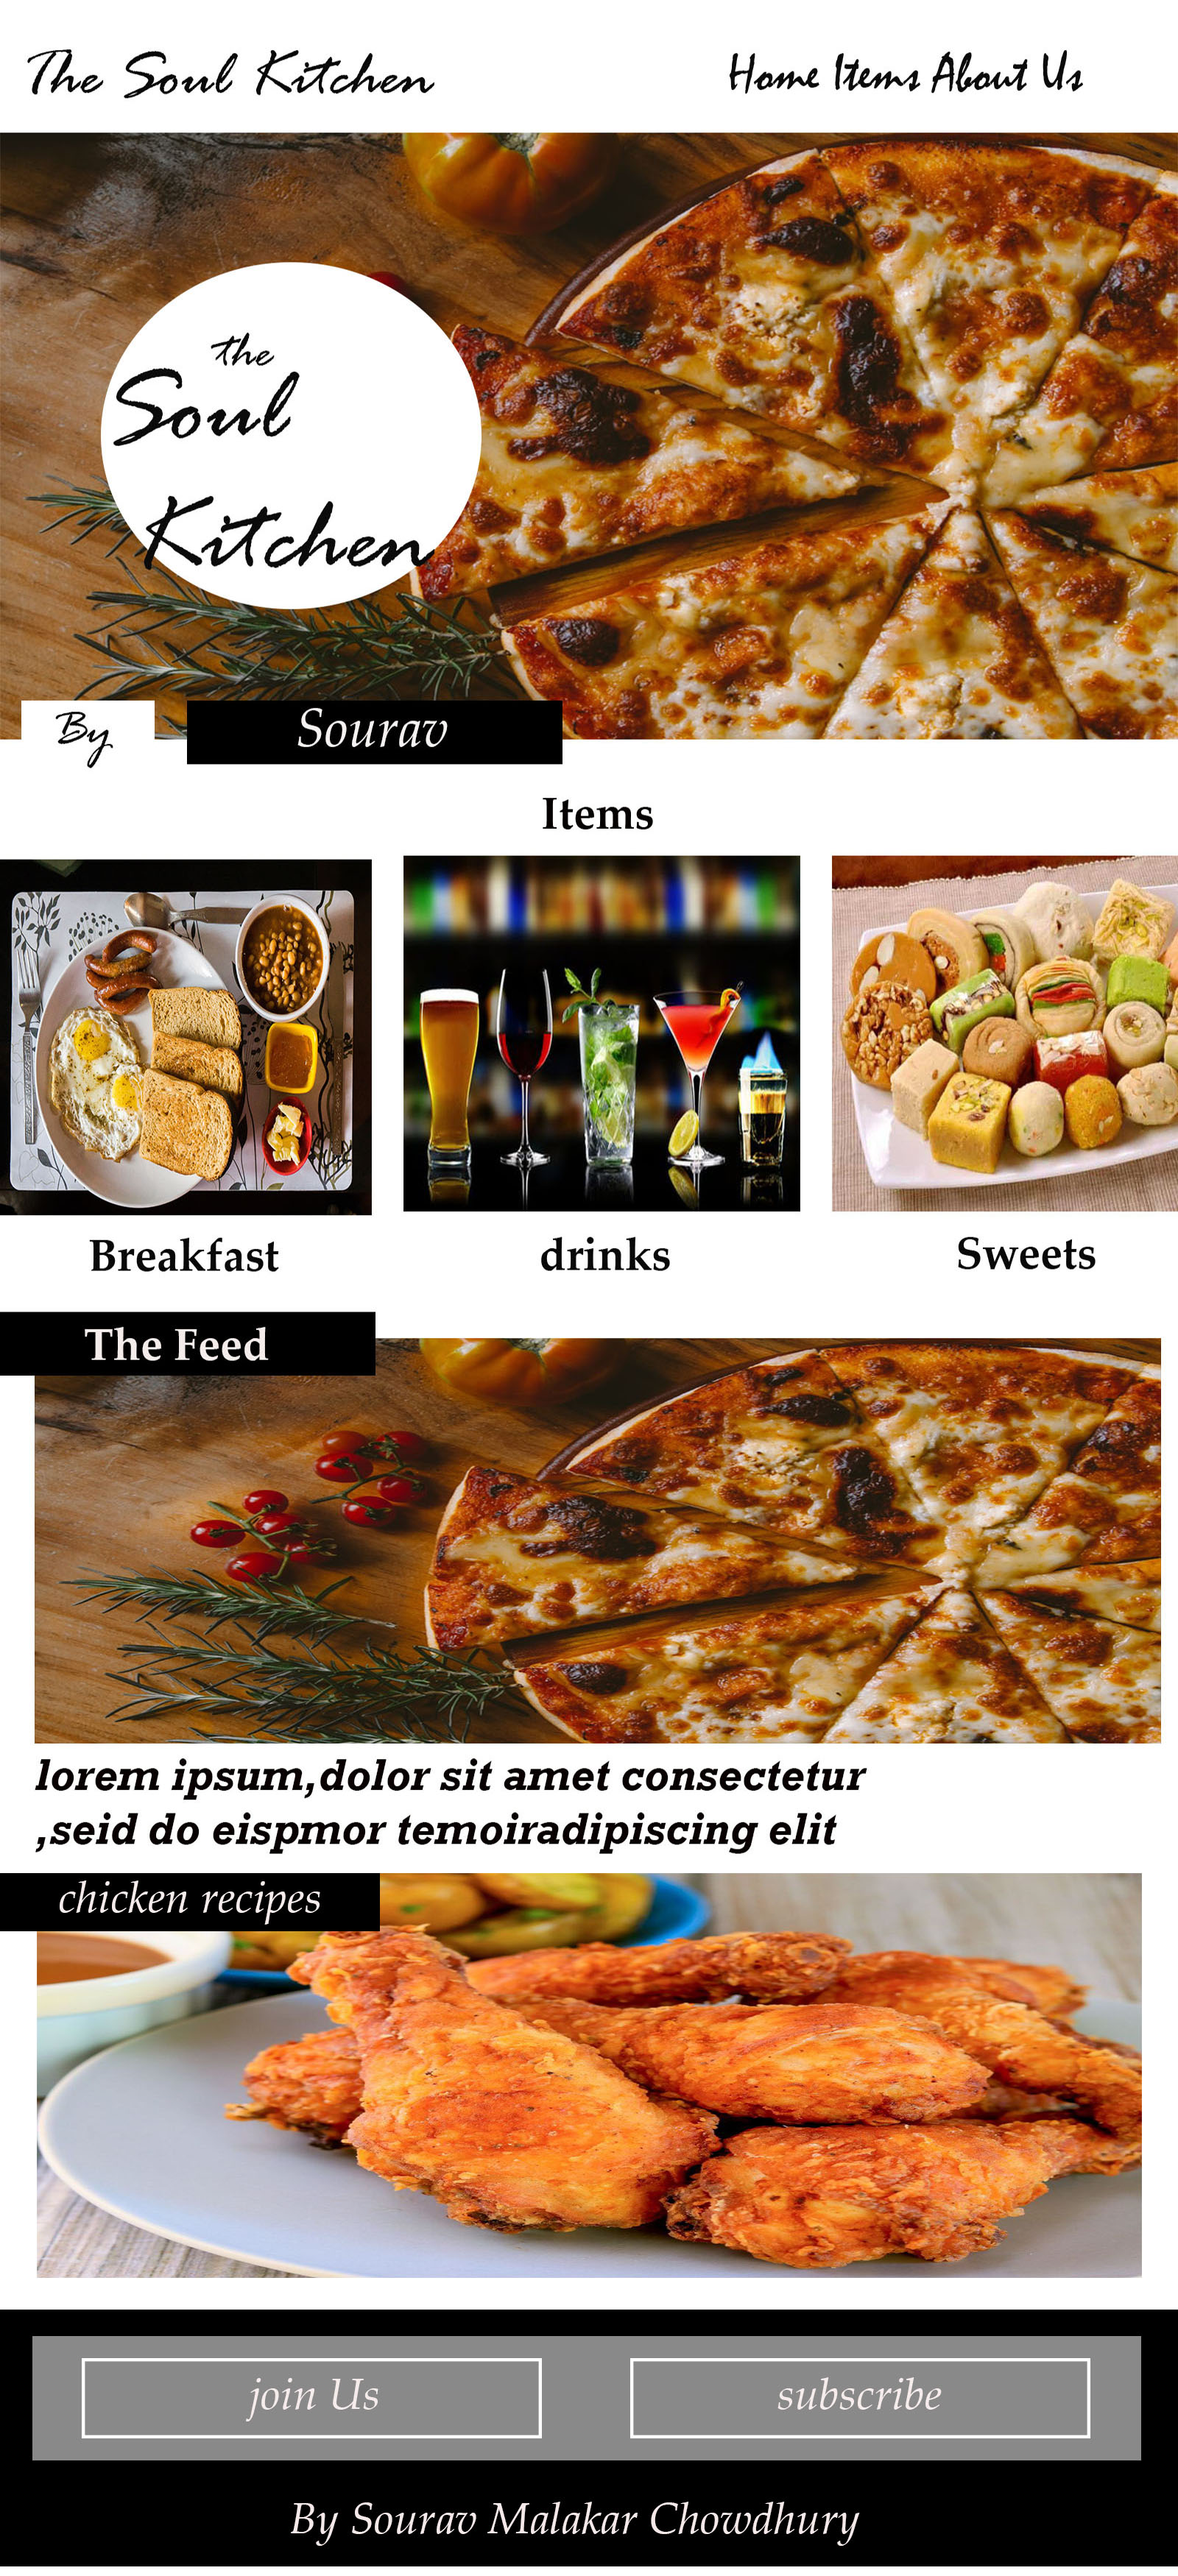 The Soul Kitchen
Home Items About Us
the
Soul
Kitchen
By
Sourav
Items
Breakfast
drinks
Sweets
The Feed
lorem ipsum,dolor sit amet consectetur
,seid do eispmor temoiradipiscing elit
chicken recipes
join Us
subscribe
By Sourav Malakar Chowdhury